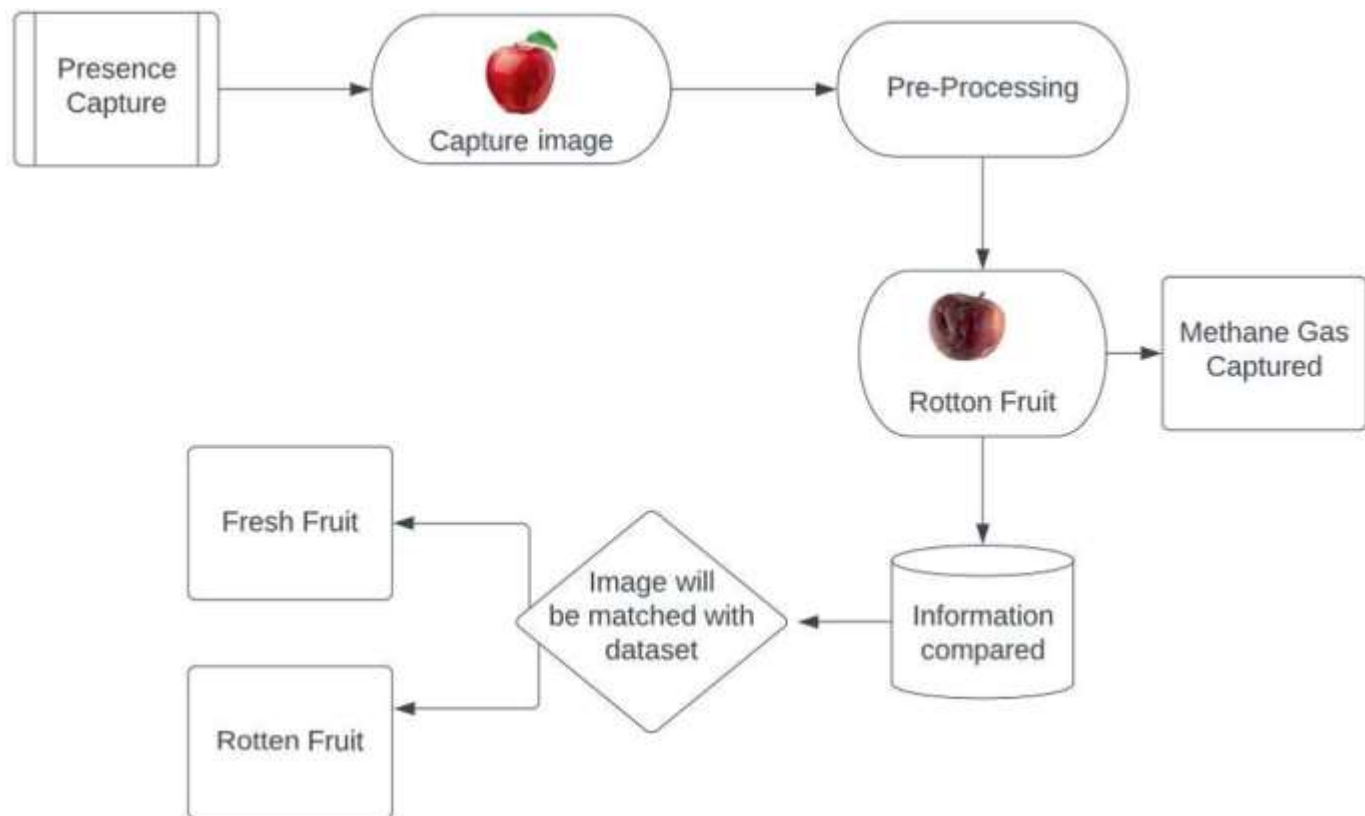 Presence
Capture
Capture image
Pre-Processing
Rotton Fruit
Methane Gas
Captured
Information
compared
Image will
be matched with
dataset
Fresh Fruit
Rotten Fruit